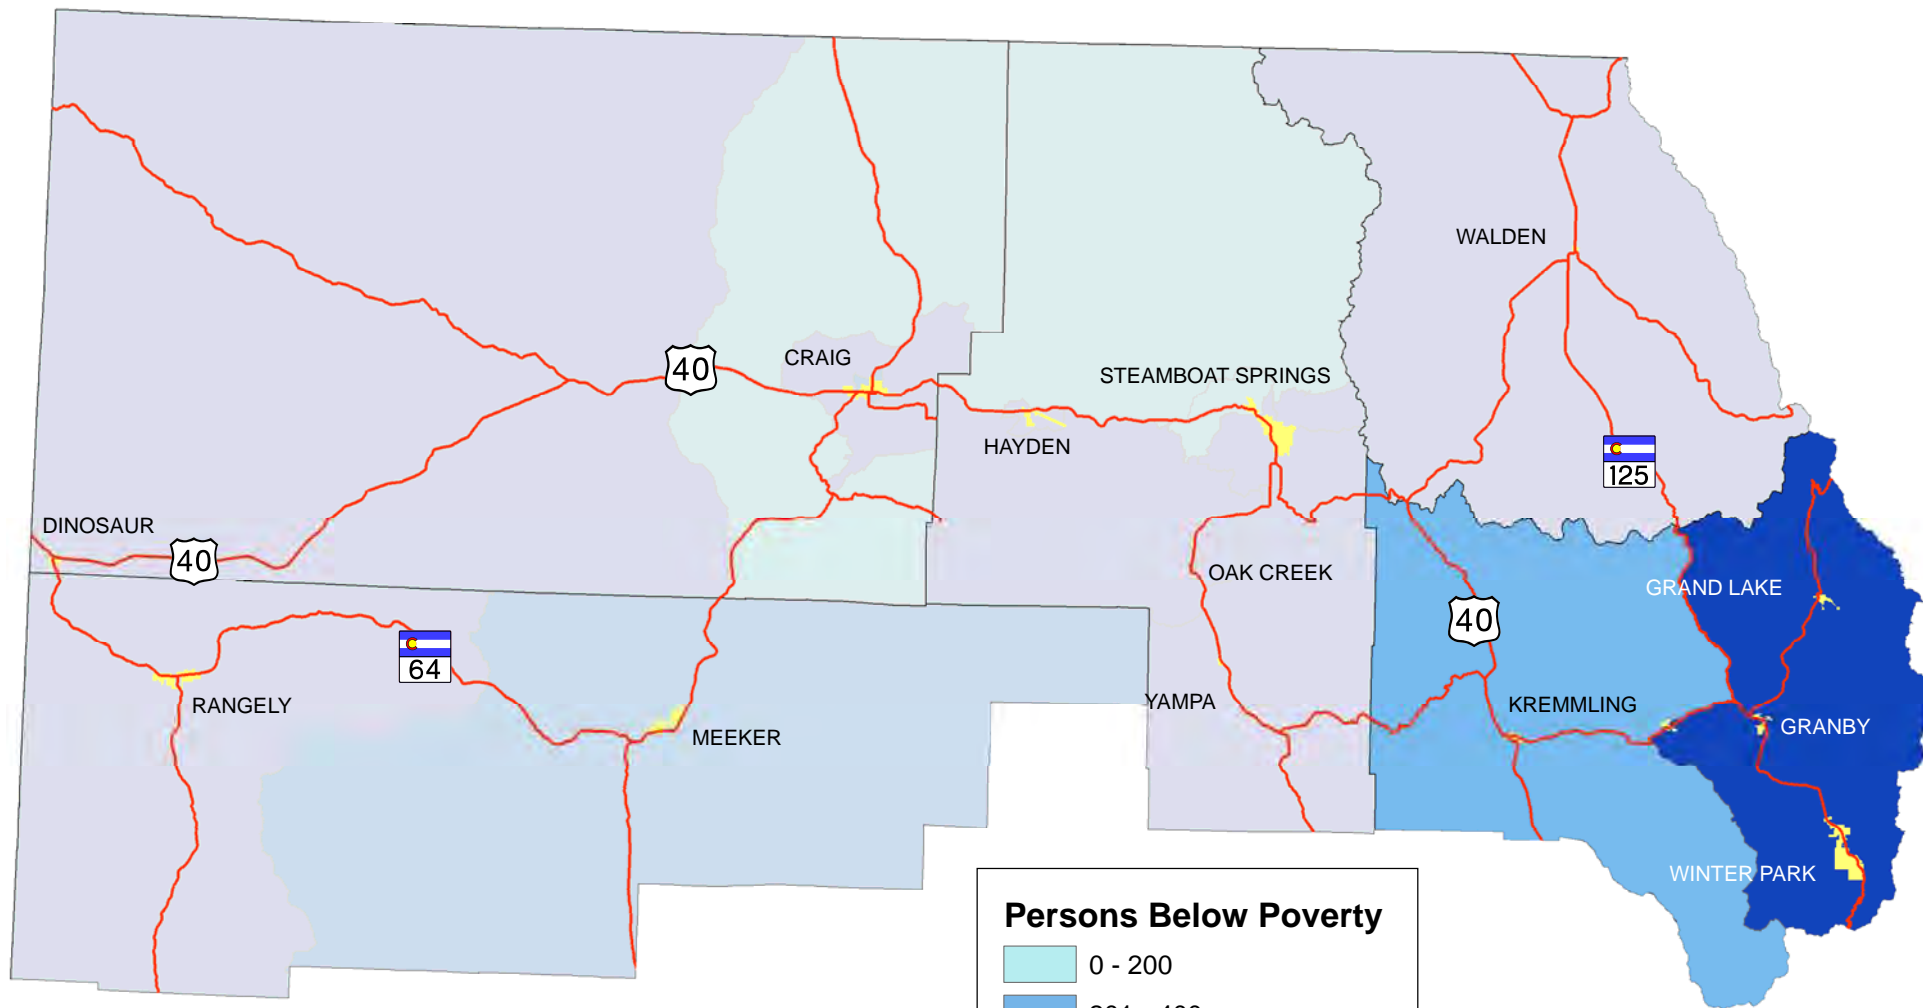 WALDEN
CRAIG
40
STEAMBOAT SPRINGS
HAYDEN
125
DINOSAUR
40
OAK CREEK
GRAND LAKE
40
64
RANGELY
YAMPA
KREMMLING
MEEKER
GRANBY
WINTER PARK
Persons Below Poverty
0 - 200